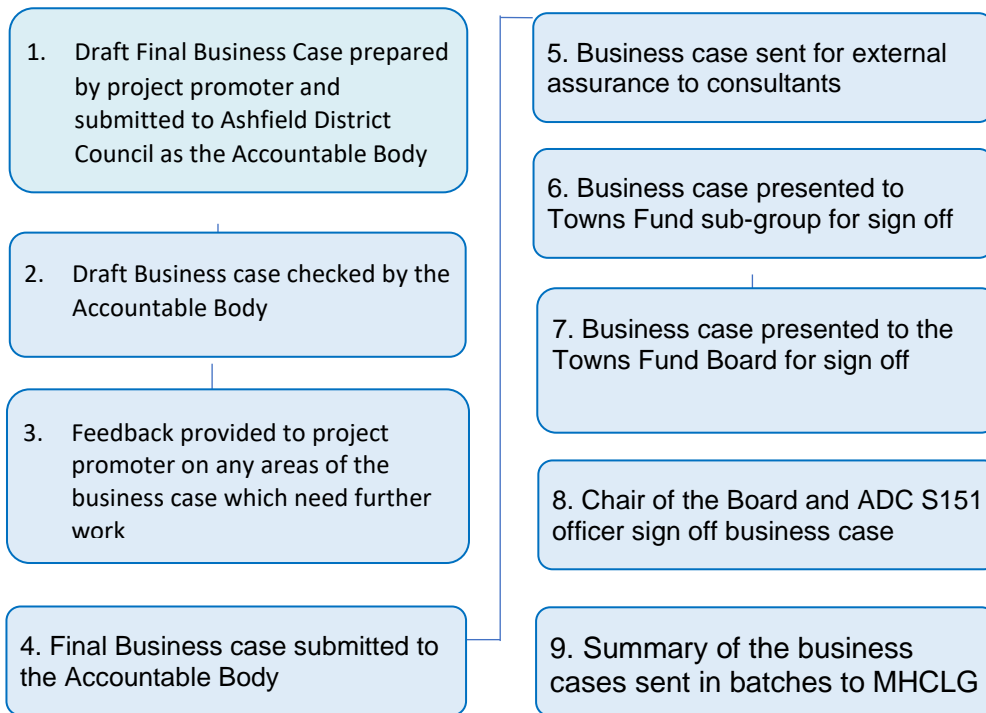 1. Draft Final Business Case prepared
by project promoter and
submitted to Ashfield District
Council as the Accountable Body
2. Draft Business case checked by the
Accountable Body
3. Feedback provided to project
promoter on any areas of the
business case which need further
work
4. Final Business case submitted to
the Accountable Body
5. Business case sent for external
assurance to consultants
6. Business case presented to
Towns Fund sub-group for sign off
7. Business case presented to the
Towns Fund Board for sign off
8. Chair of the Board and ADC S151
officer sign off business case
9. Summary of the business
cases sent in batches to MHCLG